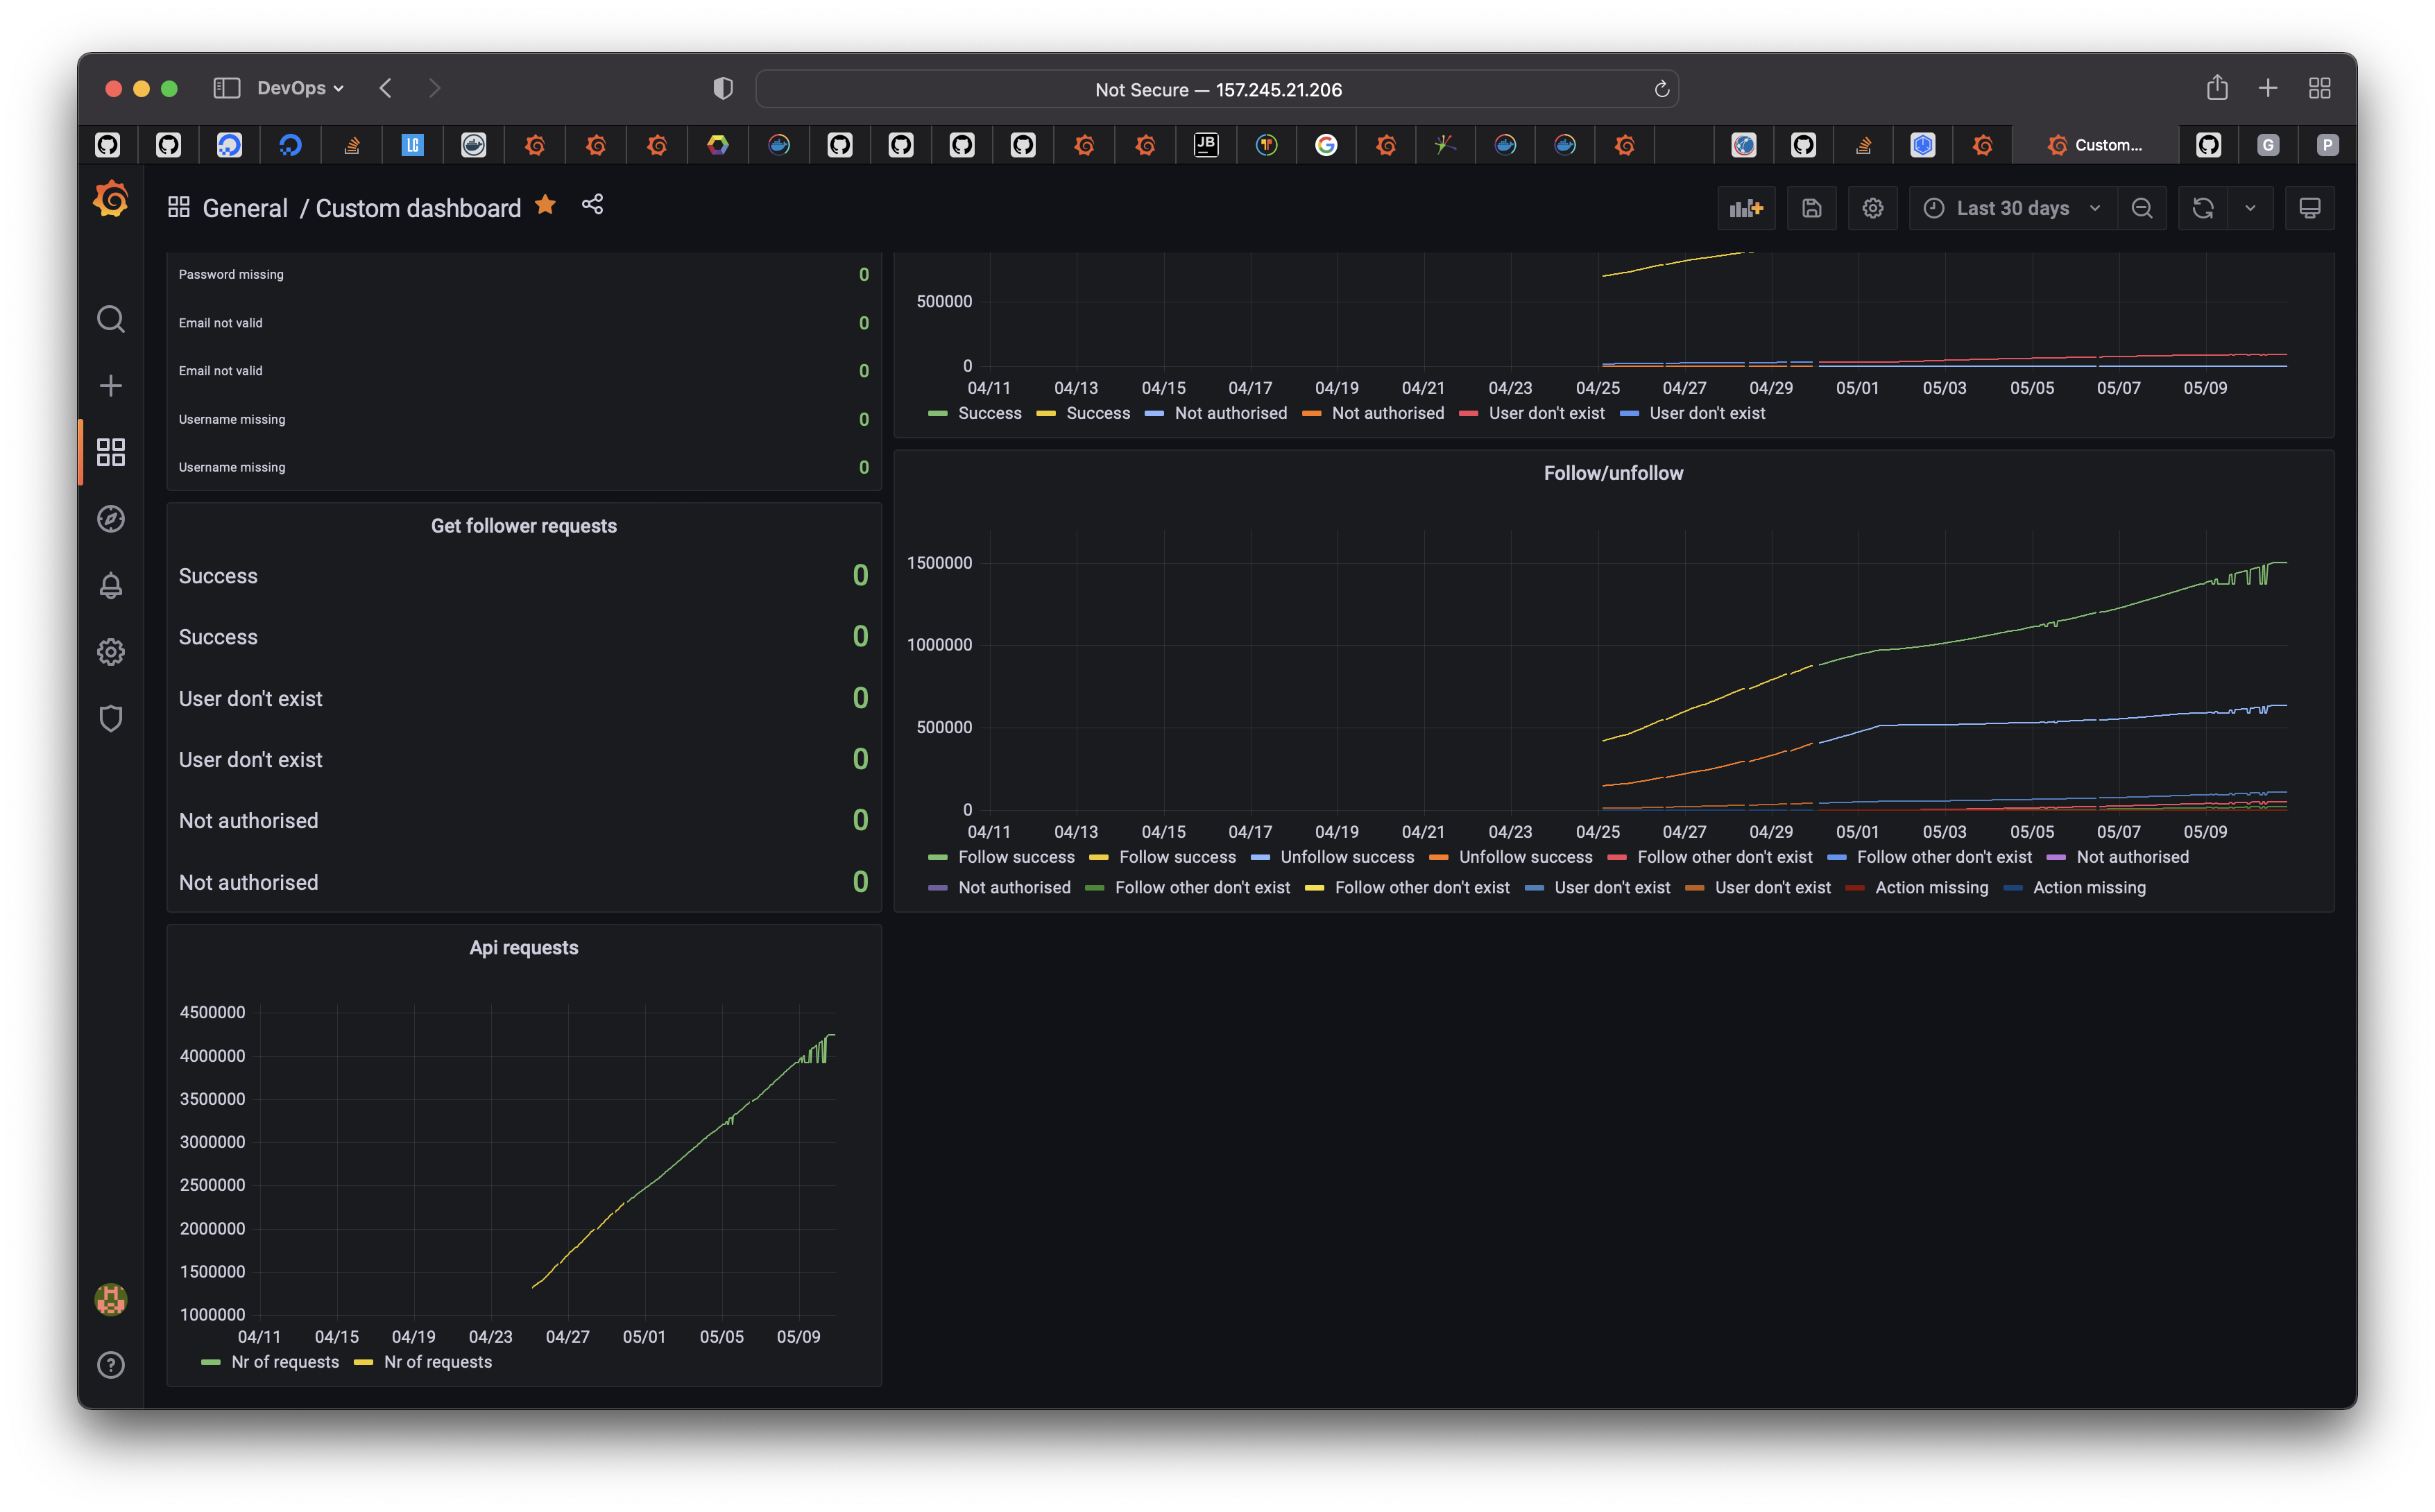 DevOps
Not Secure — 157.245.21.206
LC
JB
Custom...
G
P
General / Custom dashboard
Last 30 days
Password missing 0
Email not valid 0
Email not valid 0
Username missing 0
Username missing 0
500000
0
04/11 04/13 04/15 04/17 04/19 04/21 04/23 04/25 04/27 04/29 05/01 05/03 05/05 05/07 05/09
Success Success Not authorised Not authorised User don't exist User don't exist
Get follower requests
Success 0
Success 0
User don't exist 0
User don't exist 0
Not authorised 0
Not authorised 0
Follow/unfollow
1500000
1000000
500000
0
04/11 04/13 04/15 04/17 04/19 04/21 04/23 04/25 04/27 04/29 05/01 05/03 05/05 05/07 05/09
Follow success Follow success Unfollow success Unfollow success Follow other don't exist Follow other don't exist Not authorised
Not authorised Follow other don't exist Follow other don't exist User don't exist User don't exist Action missing Action missing
Api requests
4500000
4000000
3500000
3000000
2500000
2000000
1500000
1000000
04/11 04/15 04/19 04/23 04/27 05/01 05/05 05/09
Nr of requests Nr of requests